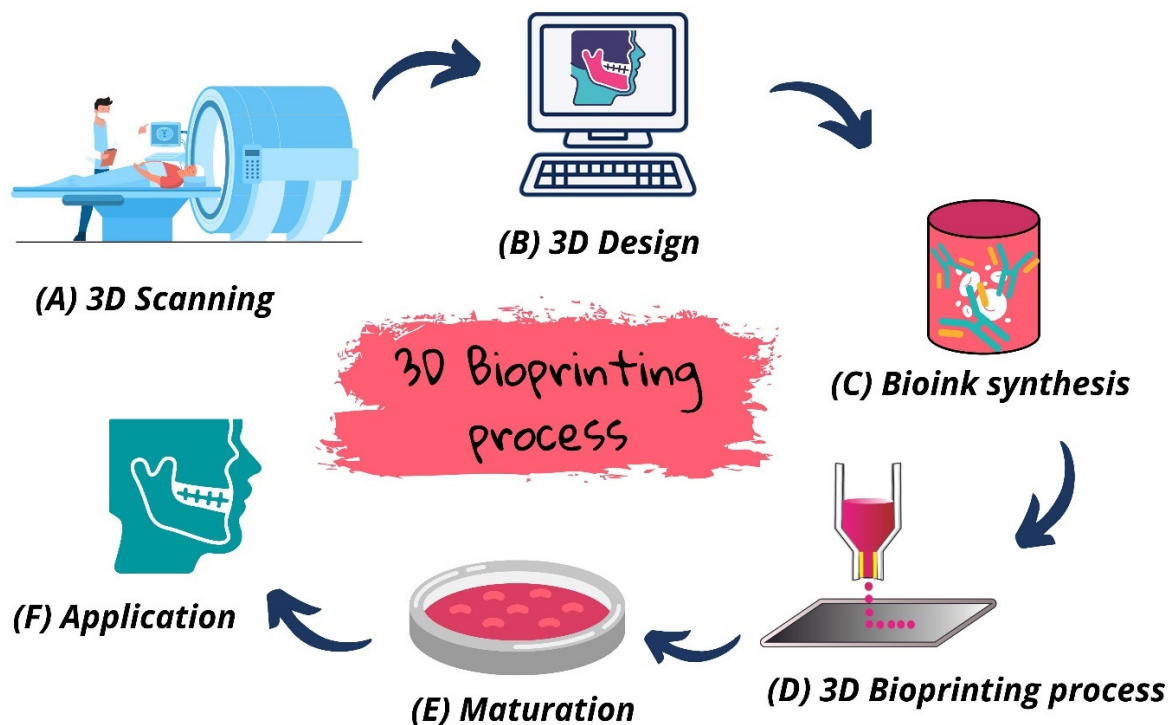 (A) 3D Scanning
(B) 3D Design
(C) Bioink synthesis
3D Bioprinting
process
(D) 3D Bioprinting process
(E) Maturation
(F) Application